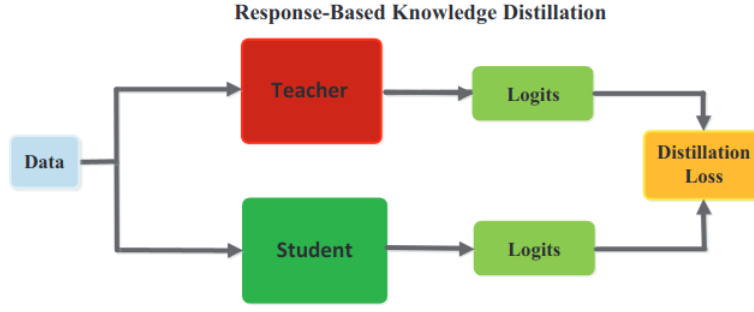 Response-Based Knowledge Distillation
Teacher
Logits
Data
Distillation
Loss
Student
Logits